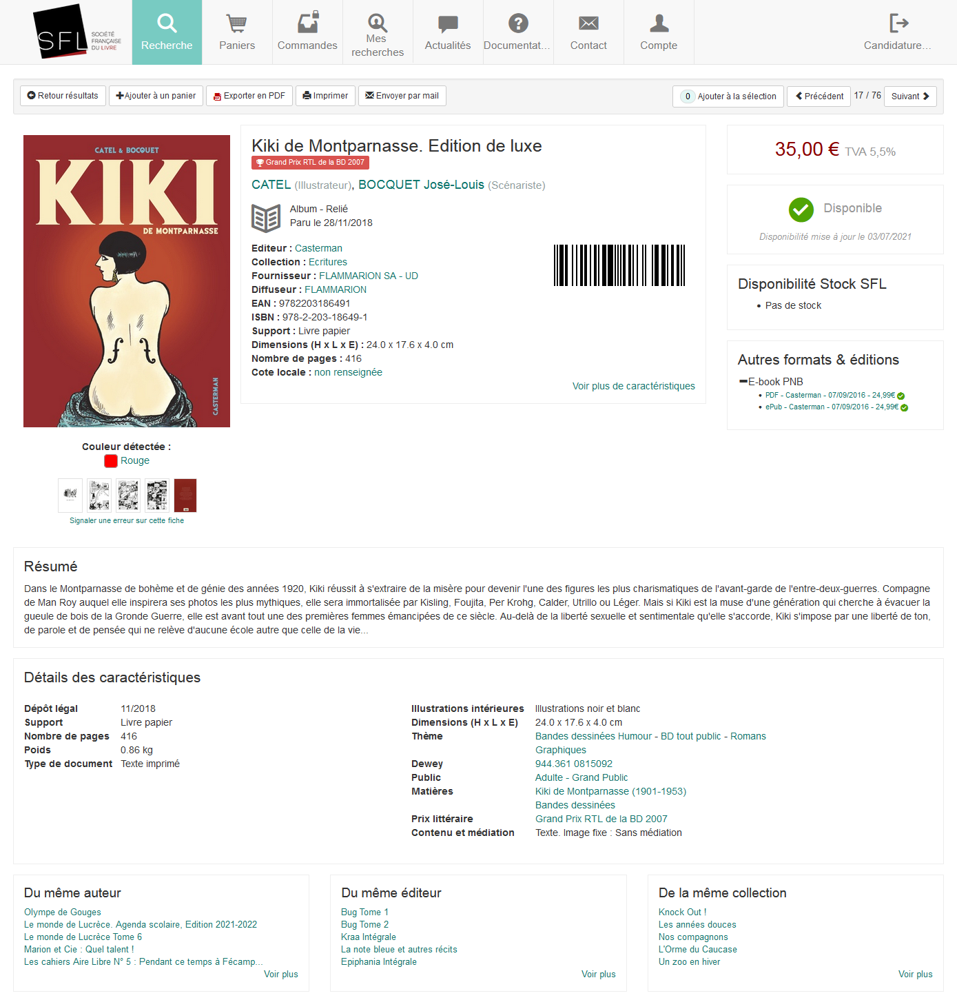 SFL SOCIÉTÉ
FRANÇAISE
DU LIVRE
Recherche
Paniers
Commandes
Mes
recherches
Actualités
Documentat...
Contact
Compte
Candidature...
Retour résultats
Ajouter à un panier
Exporter en PDF
Imprimer
Envoyer par mail
0 Ajouter à la sélection
Précédent
17 / 76
Suivant
CATEL & BOCQUET
KIKI
DE MONTPARNASSE
CASTERMAN
Couleur détectée :
Rouge
Signaler une erreur sur cette fiche
Kiki de Montparnasse. Edition de luxe
Grand Prix RTL de la BD 2007
CATEL (Illustrateur), BOCQUET José-Louis (Scénariste)
Album - Relié
Paru le 28/11/2018
Editeur : Casterman
Collection : Ecritures
Fournisseur : FLAMMARION SA - UD
Diffuseur : FLAMMARION
EAN : 9782203186491
ISBN : 978-2-203-18649-1
Support : Livre papier
Dimensions (H x L x E) : 24.0 x 17.6 x 4.0 cm
Nombre de pages : 416
Cote locale : non renseignée
Voir plus de caractéristiques
35,00 € TVA 5,5%
Disponible
Disponibilité mise à jour le 03/07/2021
Disponibilité Stock SFL
Pas de stock
Autres formats & éditions
E-book PNB
PDF - Casterman - 07/09/2016 - 24,99€
ePub - Casterman - 07/09/2016 - 24,99€
Résumé
Dans le Montparnasse de bohème et de génie des années 1920, Kiki réussit à s'extraire de la misère pour devenir l'une des figures les plus charismatiques de l'avant-garde de l'entre-deux-guerres. Compagne
de Man Roy auquel elle inspirera ses photos les plus mythiques, elle sera immortalisée par Kisling, Foujita, Per Krohg, Calder, Utrillo ou Léger. Mais si Kiki est la muse d'une génération qui cherche à évacuer la
gueule de bois de la Gronde Guerre, elle est avant tout une des premières femmes émancipées de ce siècle. Au-delà de la liberté sexuelle et sentimentale qu'elle s'accorde, Kiki s'impose par une liberté de ton,
de parole et de pensée qui ne relève d'aucune école autre que celle de la vie...
Détails des caractéristiques
Dépôt légal 11/2018
Support Livre papier
Nombre de pages 416
Poids 0.86 kg
Type de document Texte imprimé
Illustrations intérieures Illustrations noir et blanc
Dimensions (H x L x E) 24.0 x 17.6 x 4.0 cm
Thème Bandes dessinées Humour - BD tout public - Romans
Graphiques
Dewey 944.361 0815092
Public Adulte - Grand Public
Matières Kiki de Montparnasse (1901-1953)
Bandes dessinées
Prix littéraire Grand Prix RTL de la BD 2007
Contenu et médiation Texte. Image fixe : Sans médiation
Du même auteur
Olympe de Gouges
Le monde de Lucrèce. Agenda scolaire, Edition 2021-2022
Le monde de Lucrèce Tome 6
Marion et Cie : Quel talent !
Les cahiers Aire Libre N° 5 : Pendant ce temps à Fécamp...
Voir plus
Du même éditeur
Bug Tome 1
Bug Tome 2
Kraa Intégrale
La note bleue et autres récits
Epiphania Intégrale
Voir plus
De la même collection
Knock Out !
Les années douces
Nos compagnons
L'Orme du Caucase
Un zoo en hiver
Voir plus